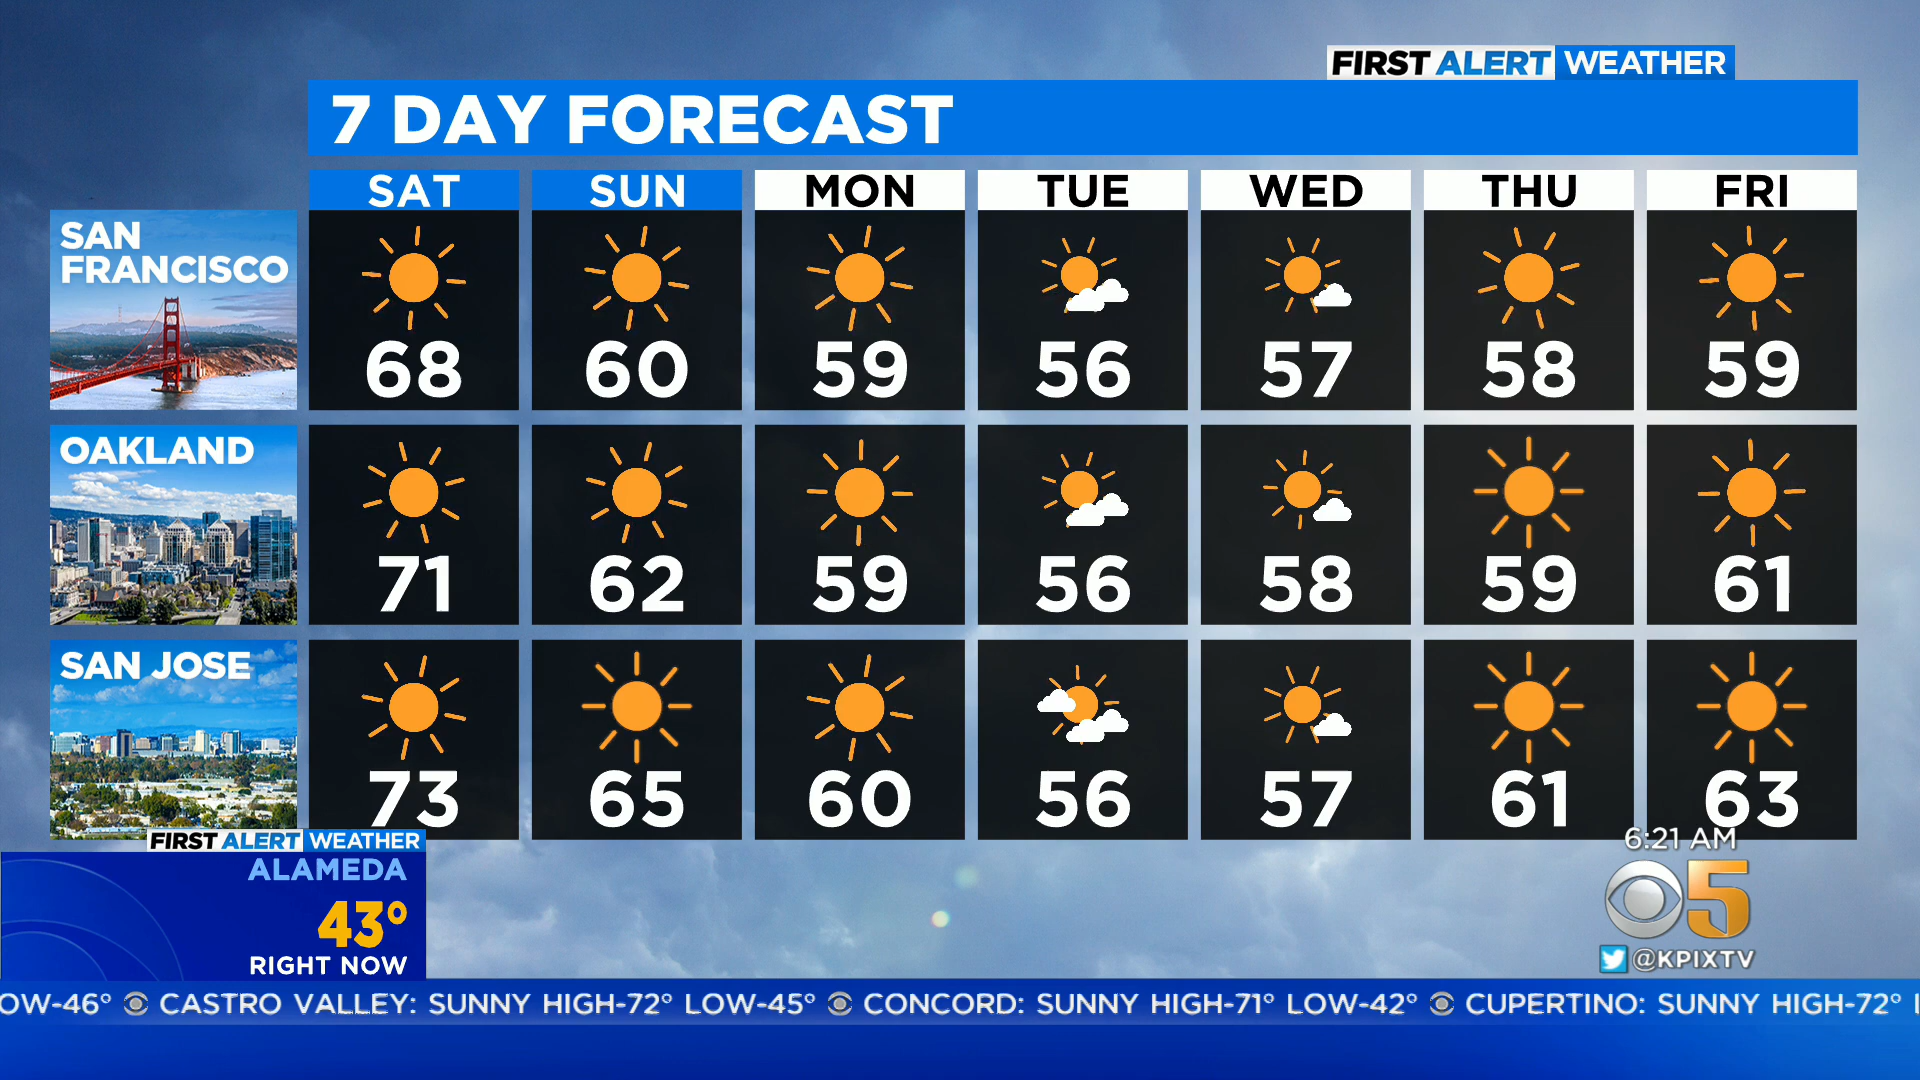 FIRST ALERT WEATHER
7 DAY FORECAST
SAT SUN MON TUE WED THU FRI
SAN
FRANCISCO
68 60 59 56 57 58 59
OAKLAND
71 62 59 56 58 59 61
SAN JOSE
73 65 60 56 57 61 63
FIRST ALERT WEATHER
ALAMEDA
43°
RIGHT NOW
6:21 AM
5
@KPIXTV
OW-46° CASTRO VALLEY: SUNNY HIGH-72° LOW-45° CONCORD: SUNNY HIGH-71° LOW-42° CUPERTINO: SUNNY HIGH-72°